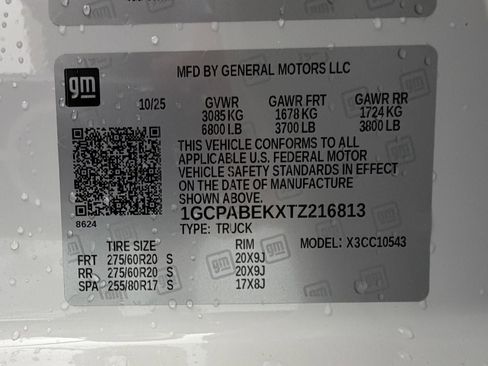 gm
MFD BY GENERAL MOTORS LLC
10/25 GVWR GAWR FRT GAWR RR
3085 KG 1678 KG 1724 KG
6800 LB 3700 LB 3800 LB
THIS VEHICLE CONFORMS TO ALL
APPLICABLE U.S. FEDERAL MOTOR
VEHICLE SAFETY STANDARDS IN EFFECT
ON THE DATE OF MANUFACTURE
SHOWN ABOVE.
8624 1GCPABEKXTZ216813
TYPE: TRUCK
TIRE SIZE RIM MODEL: X3CC10543
FRT 275/60R20 S 20X9J
RR 275/60R20 S 20X9J
SPA 255/80R17 S 17X8J